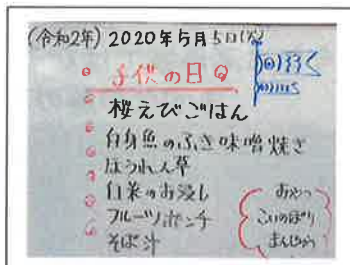 (令和2年) 2020年5月5日(火)
子供の日
桜えびごはん
白身魚のふき味噌焼き
ほうれん草
白菜のお浸し
フルーツポンチ
そば汁
おやつ
こいのぼり
まんじゅう